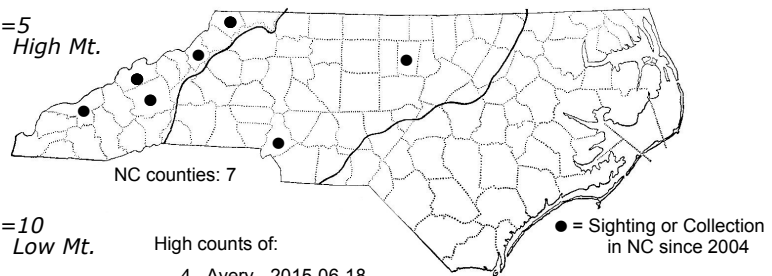 =5
High Mt.
NC counties: 7
=10
Low Mt.
High counts of:
● = Sighting or Collection
in NC since 2004
4 - Avery - 2015-06-18